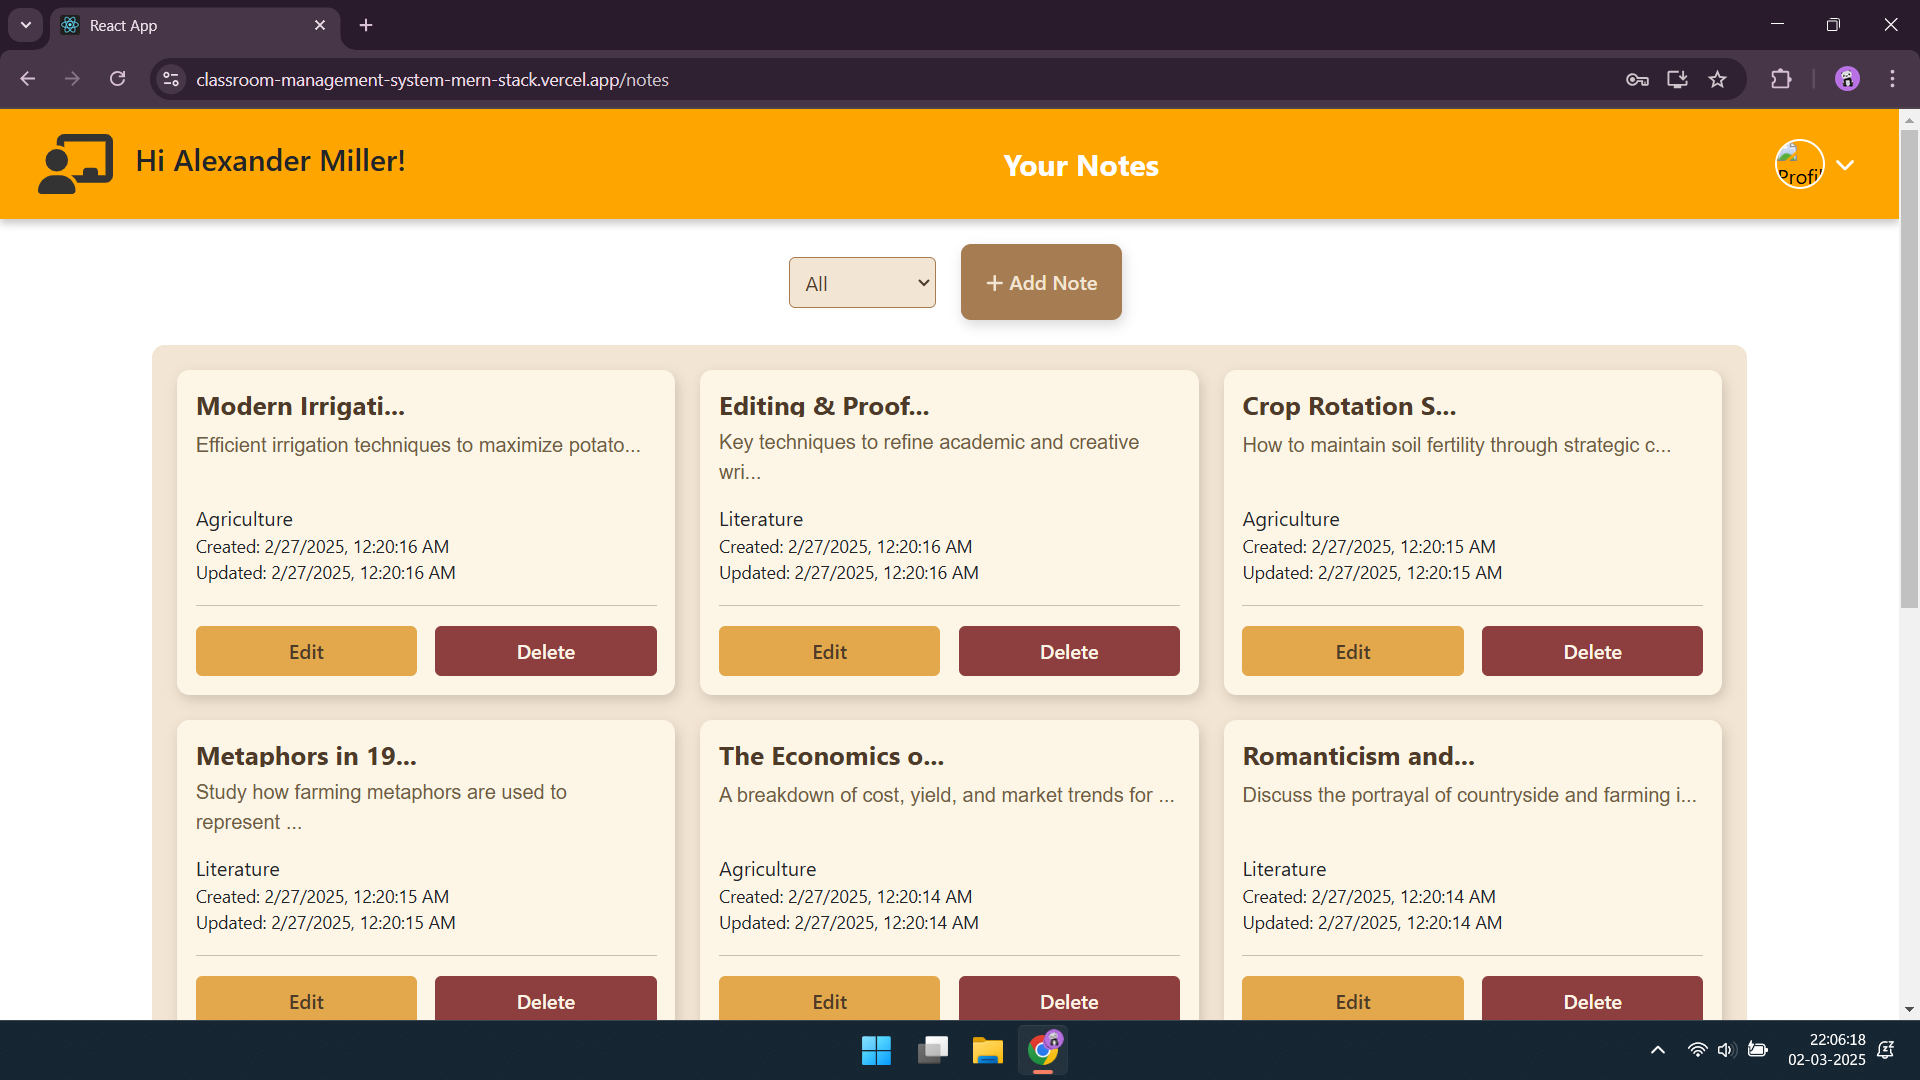 React App
classroom-management-system-mern-stack.vercel.app/notes
Hi Alexander Miller!
Your Notes
Profil
All
+ Add Note
Modern Irrigati...
Efficient irrigation techniques to maximize potato...
Agriculture
Created: 2/27/2025, 12:20:16 AM
Updated: 2/27/2025, 12:20:16 AM
Edit
Delete
Editing & Proof...
Key techniques to refine academic and creative
wri...
Literature
Created: 2/27/2025, 12:20:16 AM
Updated: 2/27/2025, 12:20:16 AM
Edit
Delete
Crop Rotation S...
How to maintain soil fertility through strategic c...
Agriculture
Created: 2/27/2025, 12:20:15 AM
Updated: 2/27/2025, 12:20:15 AM
Edit
Delete
Metaphors in 19...
Study how farming metaphors are used to
represent ...
Literature
Created: 2/27/2025, 12:20:15 AM
Updated: 2/27/2025, 12:20:15 AM
Edit
Delete
The Economics o...
A breakdown of cost, yield, and market trends for ...
Agriculture
Created: 2/27/2025, 12:20:14 AM
Updated: 2/27/2025, 12:20:14 AM
Edit
Delete
Romanticism and...
Discuss the portrayal of countryside and farming i...
Literature
Created: 2/27/2025, 12:20:14 AM
Updated: 2/27/2025, 12:20:14 AM
Edit
Delete
22:06:18
02-03-2025